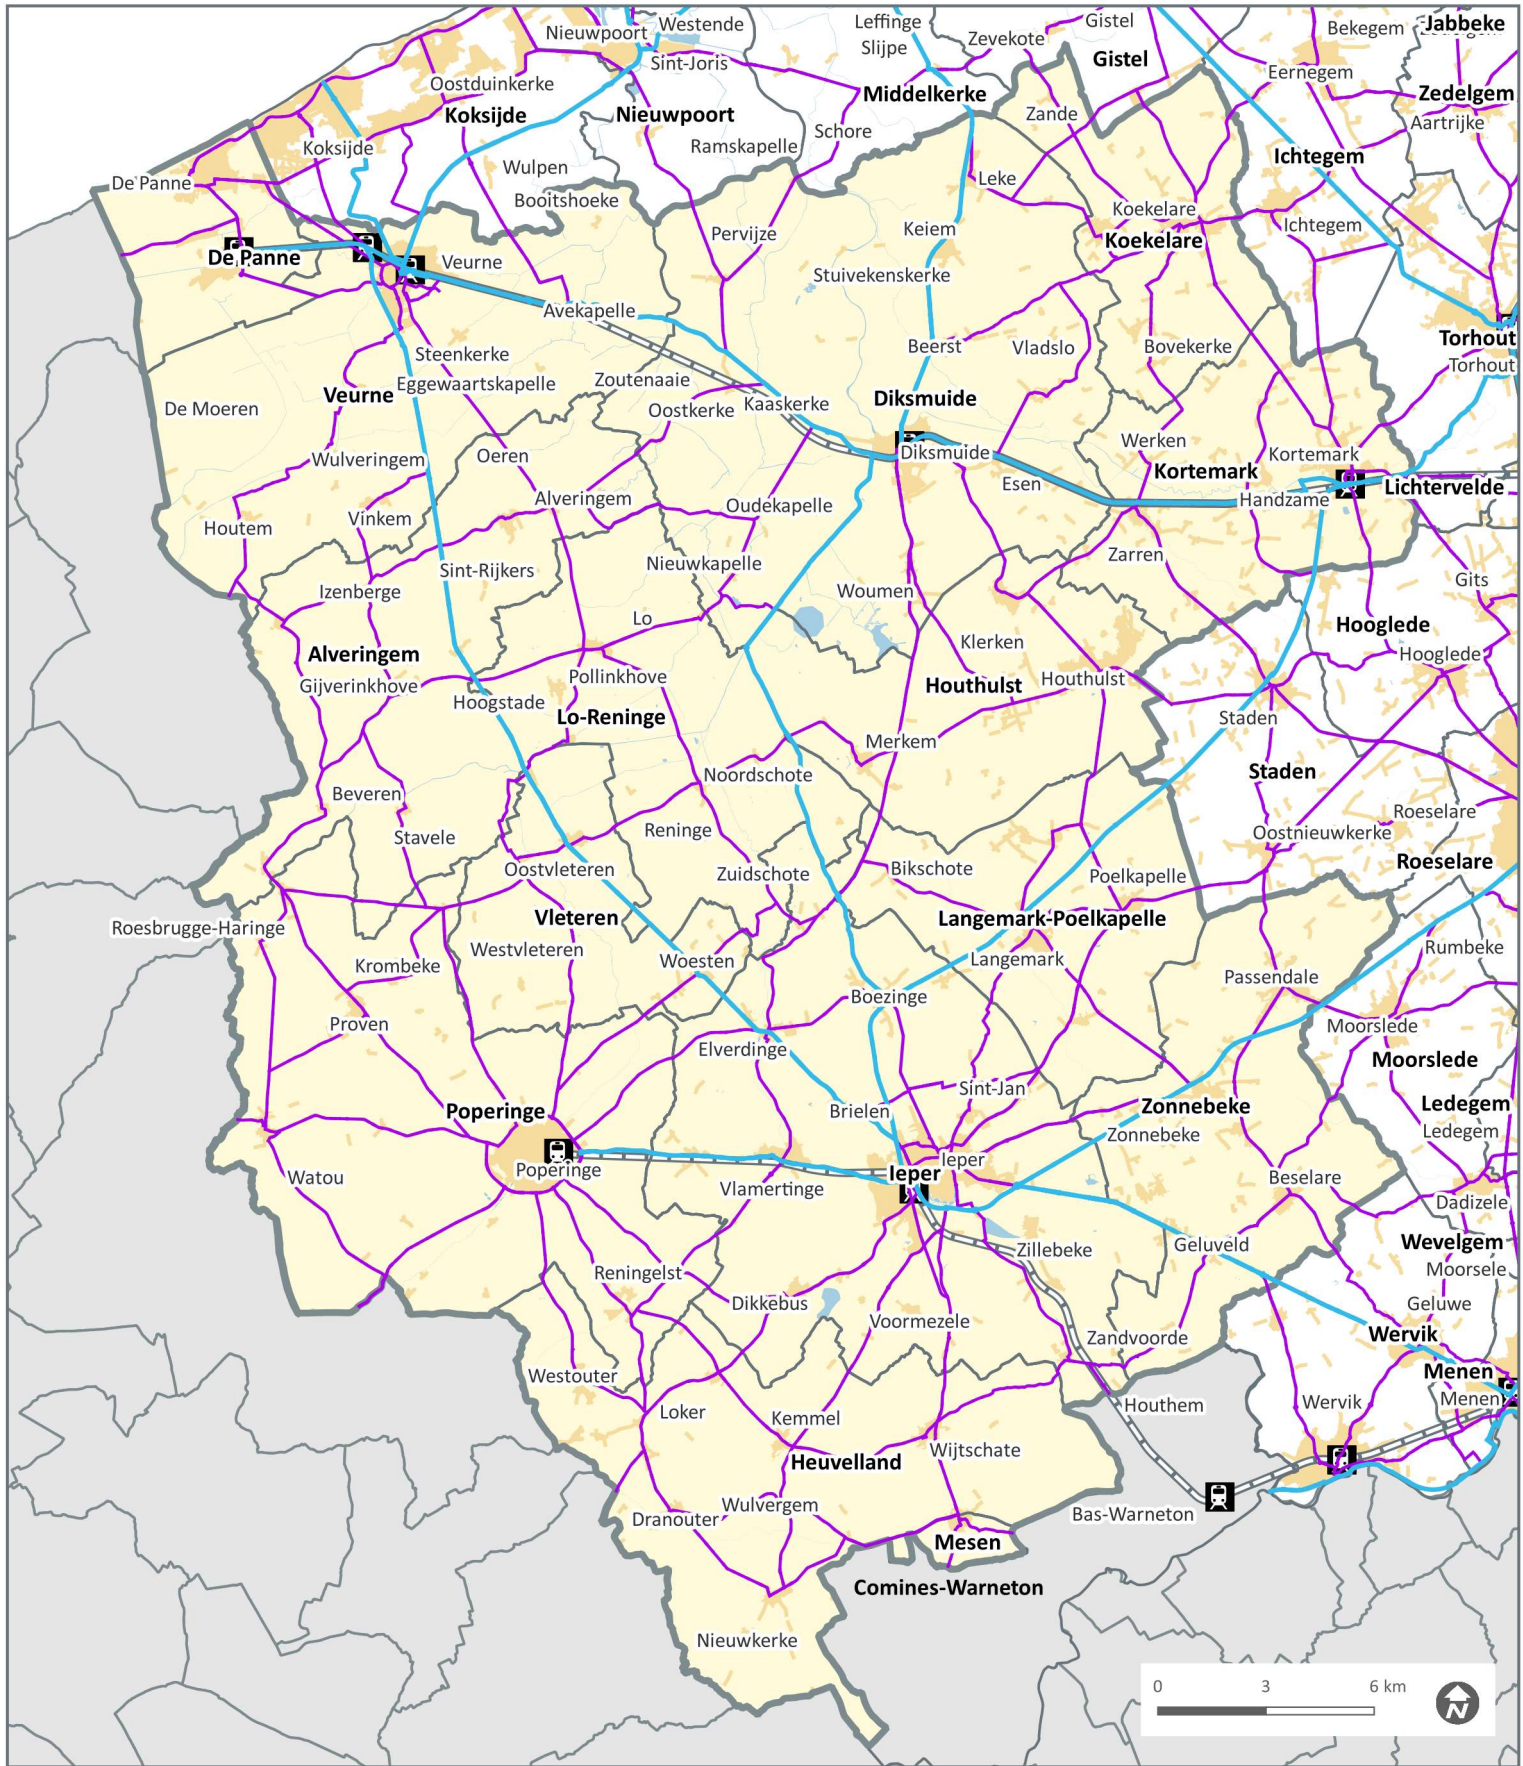 Nieuwpoort
Westende
Leffinge
Slijpe
Zevekote
Gistel
Bekegem
Jabbeke
Sint-Joris
Gistel
Eernegem
Oostduinkerke
Koksijde
Nieuwpoort
Middelkerke
Zedelgem
Zande
Aartrijke
Schore
Koksijde
Ramskapelle
Ichtegem
Wulpen
De Panne
Leke
Booitshoeke
Koekelare
Ichtegem
Pervijze
Keiem
Koekelare
De Panne
Veurne
Stuivekenskerke
Avekapelle
Torhout
Beerst
Vladslo
Bovekerke
Steenkerke
Torhout
Eggewaartskapelle
Zoutenaaie
Veurne
De Moeren
Oostkerke
Kaaskerke
Diksmuide
Werken
Wulveringem
Oeren
Diksmuide
Kortemark
Kortemark
Esen
Lichtervelde
Alveringem
Handzame
Oudekapelle
Vinkem
Houtem
Zarren
Sint-Rijkers
Nieuwkapelle
Gits
Izenberge
Woumen
Lo
Hooglede
Klerken
Alveringem
Hooglede
Gijverinkhove
Pollinkhove
Houthulst
Houthulst
Hoogstade
Lo-Reninge
Staden
Merkem
Noordschote
Staden
Beveren
Roeselare
Reninge
Stavele
Oostnieuwkerke
Roeselare
Oostvleteren
Zuidschote
Bikschote
Poelkapelle
Vleteren
Langemark-Poelkapelle
Roesbrugge-Haringe
Westvleteren
Rumbeke
Woesten
Langemark
Krombeke
Passendale
Boezinge
Proven
Moorslede
Elverdinge
Moorslede
Sint-Jan
Poperinge
Brielen
Zonnebeke
Ledegem
Zonnebeke
Ledegem
Ieper
Poperinge
Ieper
Watou
Vlamertinge
Beselare
Dadizele
Geluveld
Wevelgem
Zillebeke
Moorsele
Reningelst
Dikkebus
Geluwe
Voormezele
Wervik
Zandvoorde
Westouter
Menen
Menen
Loker
Kemmel
Houthem
Wervik
Wijtschate
Heuvelland
Wulvergem
Dranouter
Bas-Warneton
Mesen
Comines-Warneton
Nieuwkerke
0 3 6 km
N